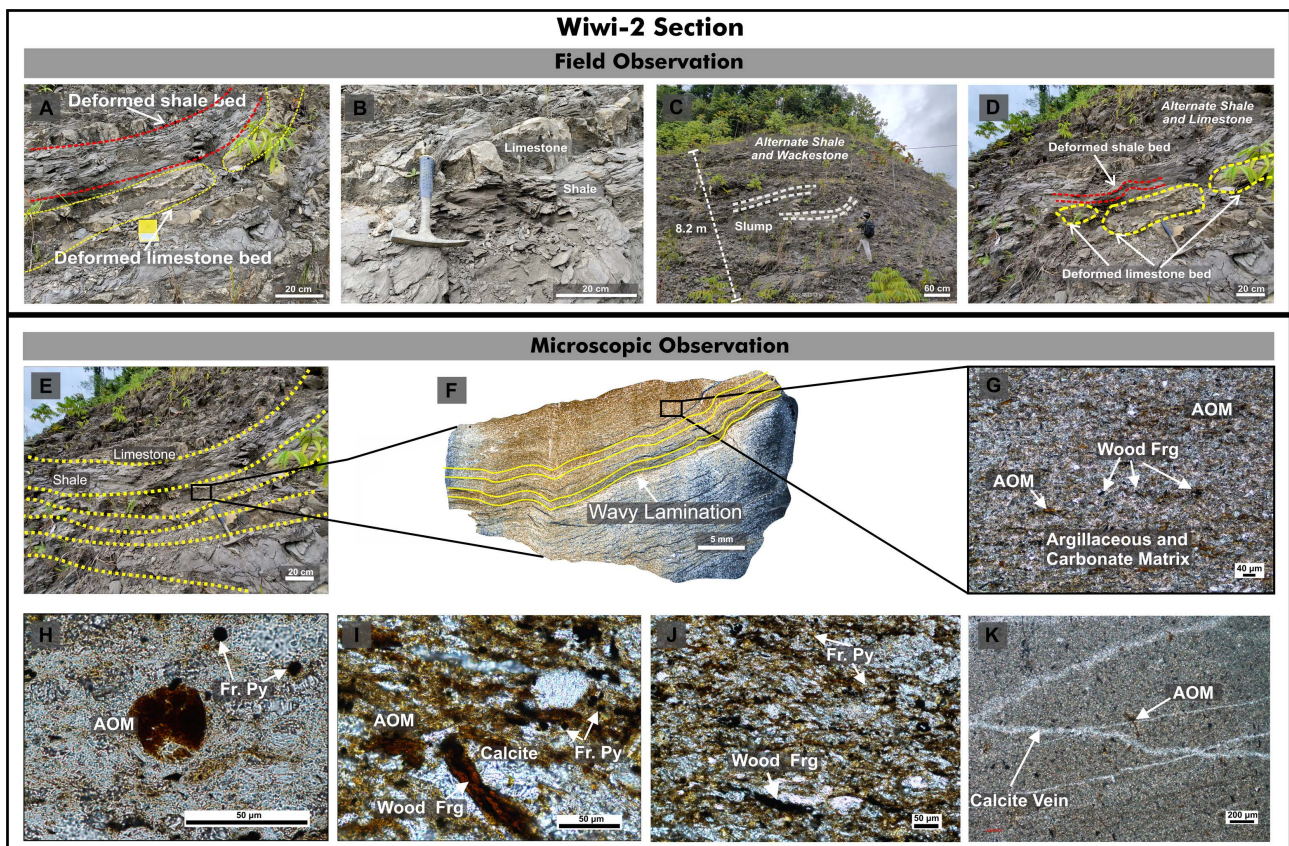 Wiwi-2 Section
Field Observation
A
Deformed shale bed
Deformed limestone bed
20 cm
B
Limestone
Shale
20 cm
C
Alternate Shale
and Wackestone
8.2 m
Slump
60 cm
D
Alternate Shale
and Limestone
Deformed shale bed
Deformed limestone bed
20 cm
Microscopic Observation
E
Limestone
Shale
20 cm
F
Wavy Lamination
5 mm
G
AOM
Wood Frg
AOM
Argillaceous and
Carbonate Matrix
40 µm
H
Fr. Py
AOM
50 µm
I
AOM
Calcite
Fr. Py
Wood Frg
50 µm
J
Fr. Py
Wood Frg
50 µm
K
AOM
Calcite Vein
200 µm